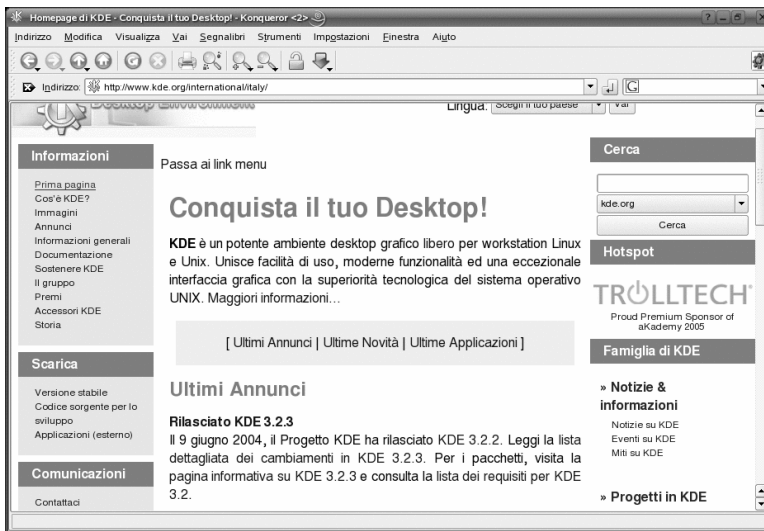 Homepage di KDE - Conquista il tuo Desktop! - Konqueror <2>
Indirizzo Modifica Visualizza Vai Segnalibri Strumenti Impostazioni Finestra Aiuto
Indirizzo: http://www.kde.org/international/italy/
Desktop Environment
Lingua: Scegli il tuo paese Vai
Informazioni
Prima pagina
Cos'è KDE?
Immagini
Annunci
Informazioni generali
Documentazione
Sostenere KDE
Il gruppo
Premi
Accessori KDE
Storia
Scarica
Versione stabile
Codice sorgente per lo
sviluppo
Applicazioni (esterno)
Comunicazioni
Contattaci
Passa ai link menu
Conquista il tuo Desktop!
KDE è un potente ambiente desktop grafico libero per workstation Linux
e Unix. Unisce facilità di uso, moderne funzionalità ed una eccezionale
interfaccia grafica con la superiorità tecnologica del sistema operativo
UNIX. Maggiori informazioni...
[ Ultimi Annunci | Ultime Novità | Ultime Applicazioni ]
Ultimi Annunci
Rilasciato KDE 3.2.3
Il 9 giugno 2004, il Progetto KDE ha rilasciato KDE 3.2.2. Leggi la lista
dettagliata dei cambiamenti in KDE 3.2.3. Per i pacchetti, visita la
pagina informativa su KDE 3.2.3 e consulta la lista dei requisiti per KDE
3.2.
Cerca
kde.org
Cerca
Hotspot
TROLLTECH
Proud Premium Sponsor of
aKademy 2005
Famiglia di KDE
» Notizie &
informazioni
Notizie su KDE
Eventi su KDE
Miti su KDE
» Progetti in KDE